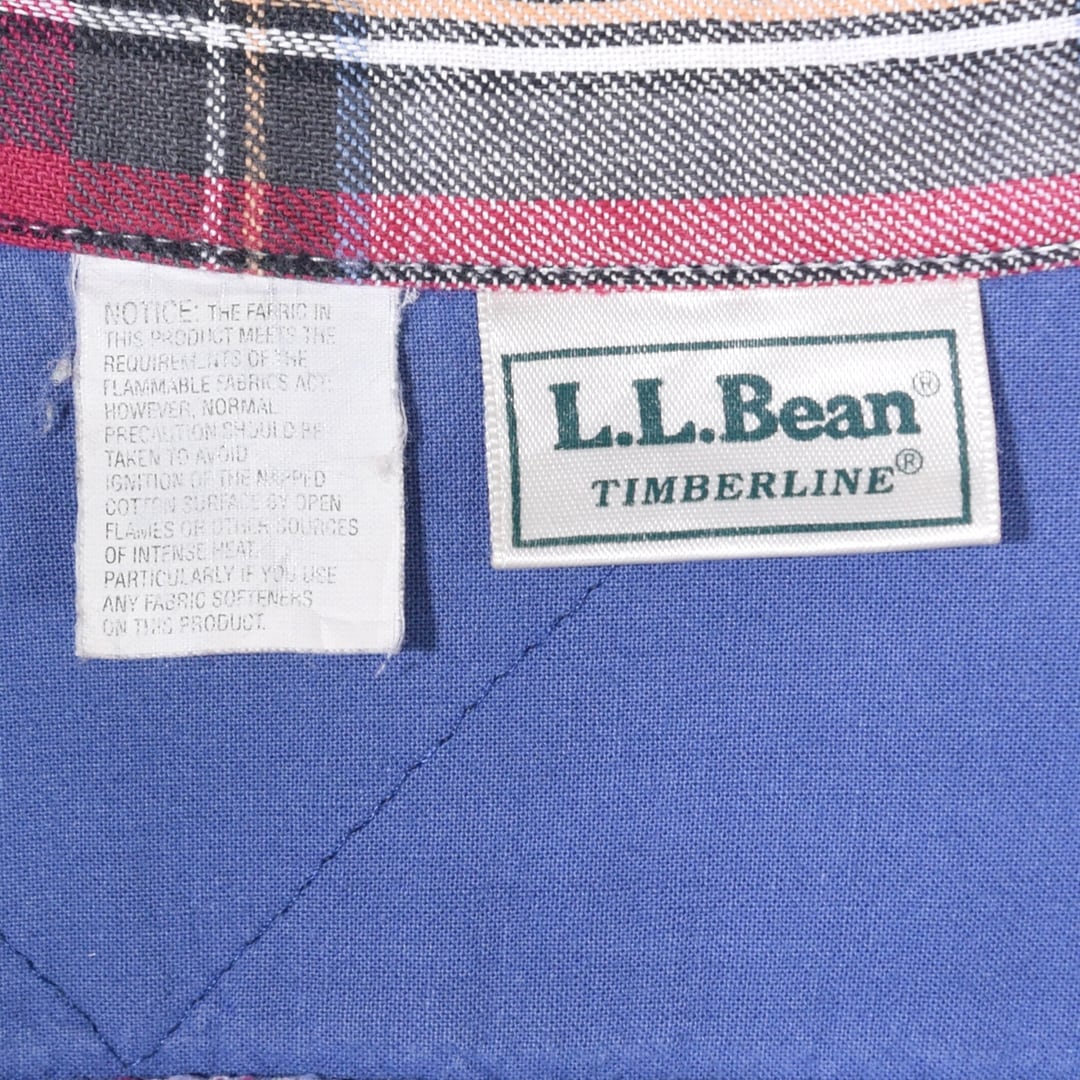 NOTICE: THE FABRIC IN
THIS PRODUCT MEETS THE
REQUIREMENTS OF THE
FLAMMABLE FABRICS ACT.
HOWEVER, NORMAL
PRECAUTION SHOULD BE
TAKEN TO AVOID
IGNITION OF THE NAPPED
COTTON SURFACE BY OPEN
FLAMES OR OTHER SOURCES
OF INTENSE HEAT.
PARTICULARLY IF YOU USE
ANY FABRIC SOFTENERS
ON THIS PRODUCT.
L.L.Bean®
TIMBERLINE®